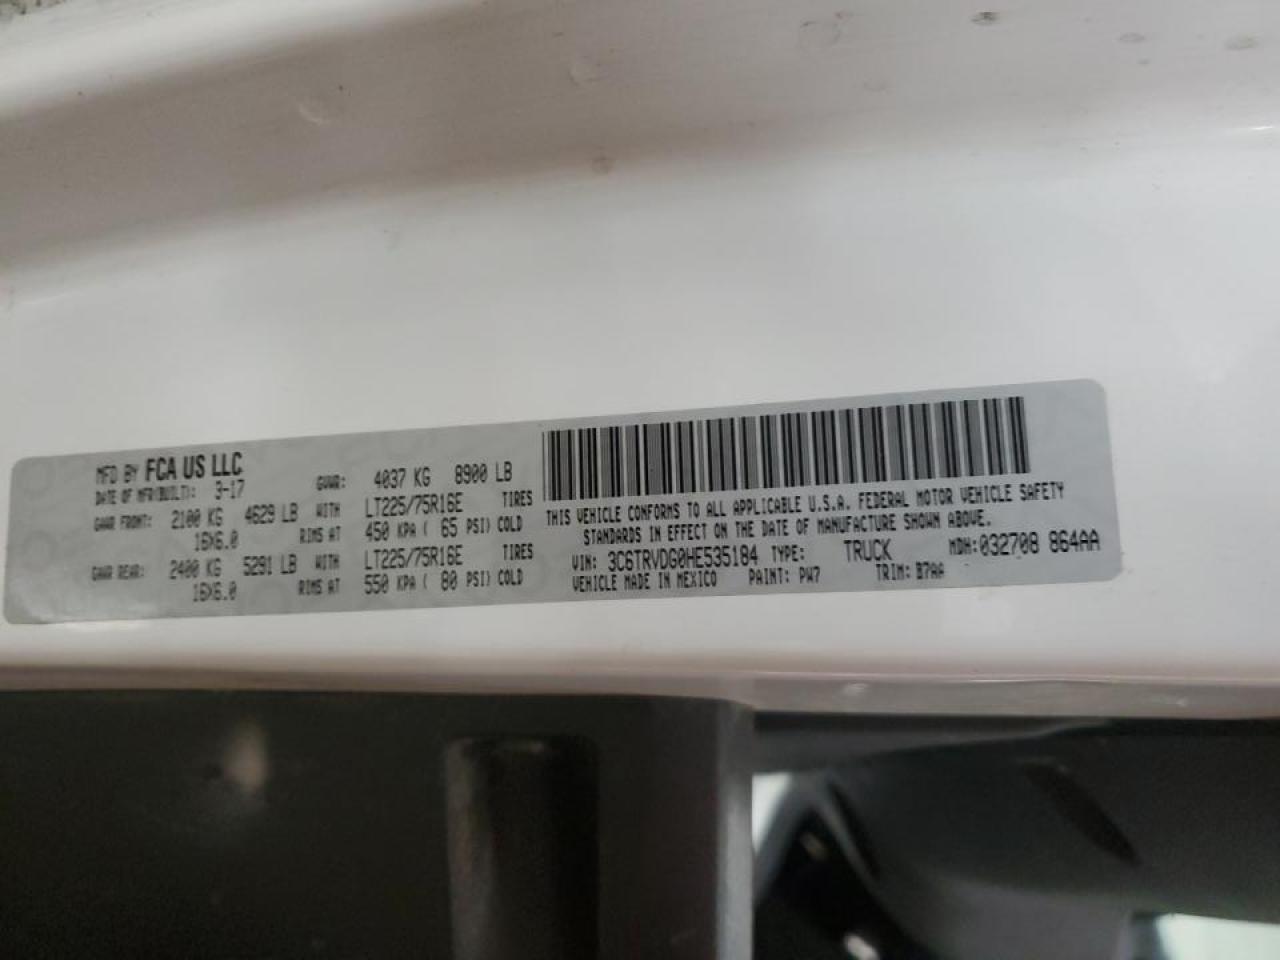 MFD BY FCA US LLC
DATE OF MFR(BUILT): 3-17 GVWR: 4037 KG 8900 LB
GAWR FRONT: 2100 KG 4629 LB WITH LT225/75R16E TIRES
16X6.0 RIMS AT 450 KPA ( 65 PSI) COLD
GAWR REAR: 2400 KG 5291 LB WITH LT225/75R16E TIRES
16X6.0 RIMS AT 550 KPA ( 80 PSI) COLD
THIS VEHICLE CONFORMS TO ALL APPLICABLE U.S.A. FEDERAL MOTOR VEHICLE SAFETY
STANDARDS IN EFFECT ON THE DATE OF MANUFACTURE SHOWN ABOVE.
VIN: 3C6TRVDG0HE535184 TYPE: TRUCK MDH:032708 864AA
VEHICLE MADE IN MEXICO PAINT: PW7 TRIM: B7AA